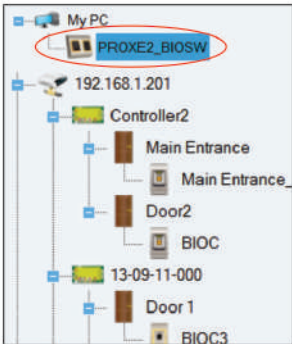 My PC
PROXE2_BIOSW
192.168.1.201
Controller2
Main Entrance
Main Entrance_
Door2
BIOC
13-09-11-000
Door 1
BIOC3